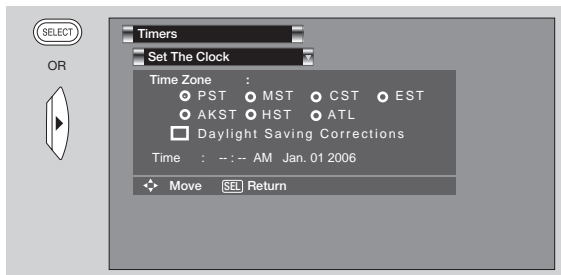 SELECT
OR
Timers
Set The Clock
Time Zone :
PST MST CST EST
AKST HST ATL
Daylight Saving Corrections
Time : -- : -- AM Jan. 01 2006
Move SEL Return